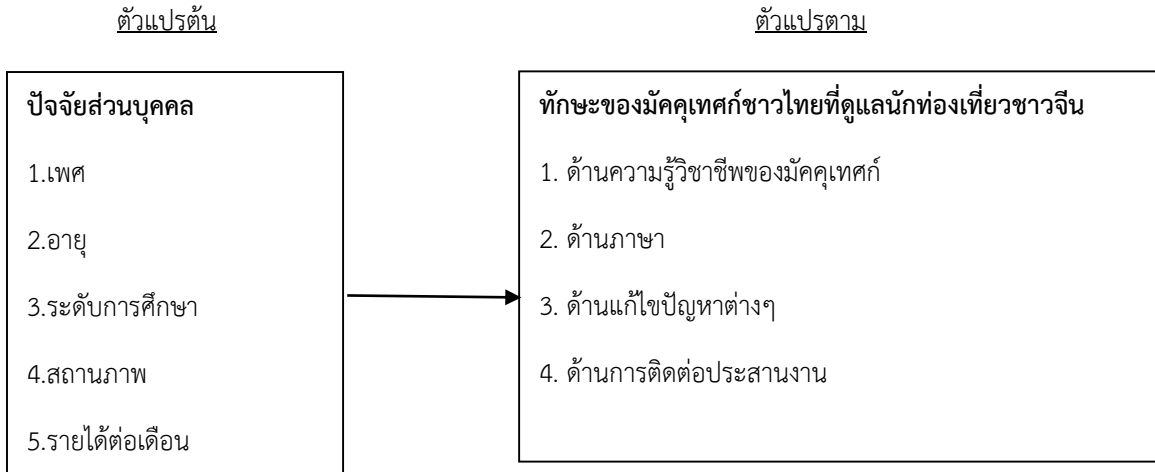 ตัวแปรต้น
ตัวแปรตาม
ปัจจัยส่วนบุคคล
1.เพศ
2.อายุ
3.ระดับการศึกษา
4.สถานภาพ
5.รายได้ต่อเดือน
ทักษะของมัคคุเทศก์ชาวไทยที่ดูแลนักท่องเที่ยวชาวจีน
1. ด้านความรู้วิชาชีพของมัคคุเทศก์
2. ด้านภาษา
3. ด้านแก้ไขปัญหาต่างๆ
4. ด้านการติดต่อประสานงาน